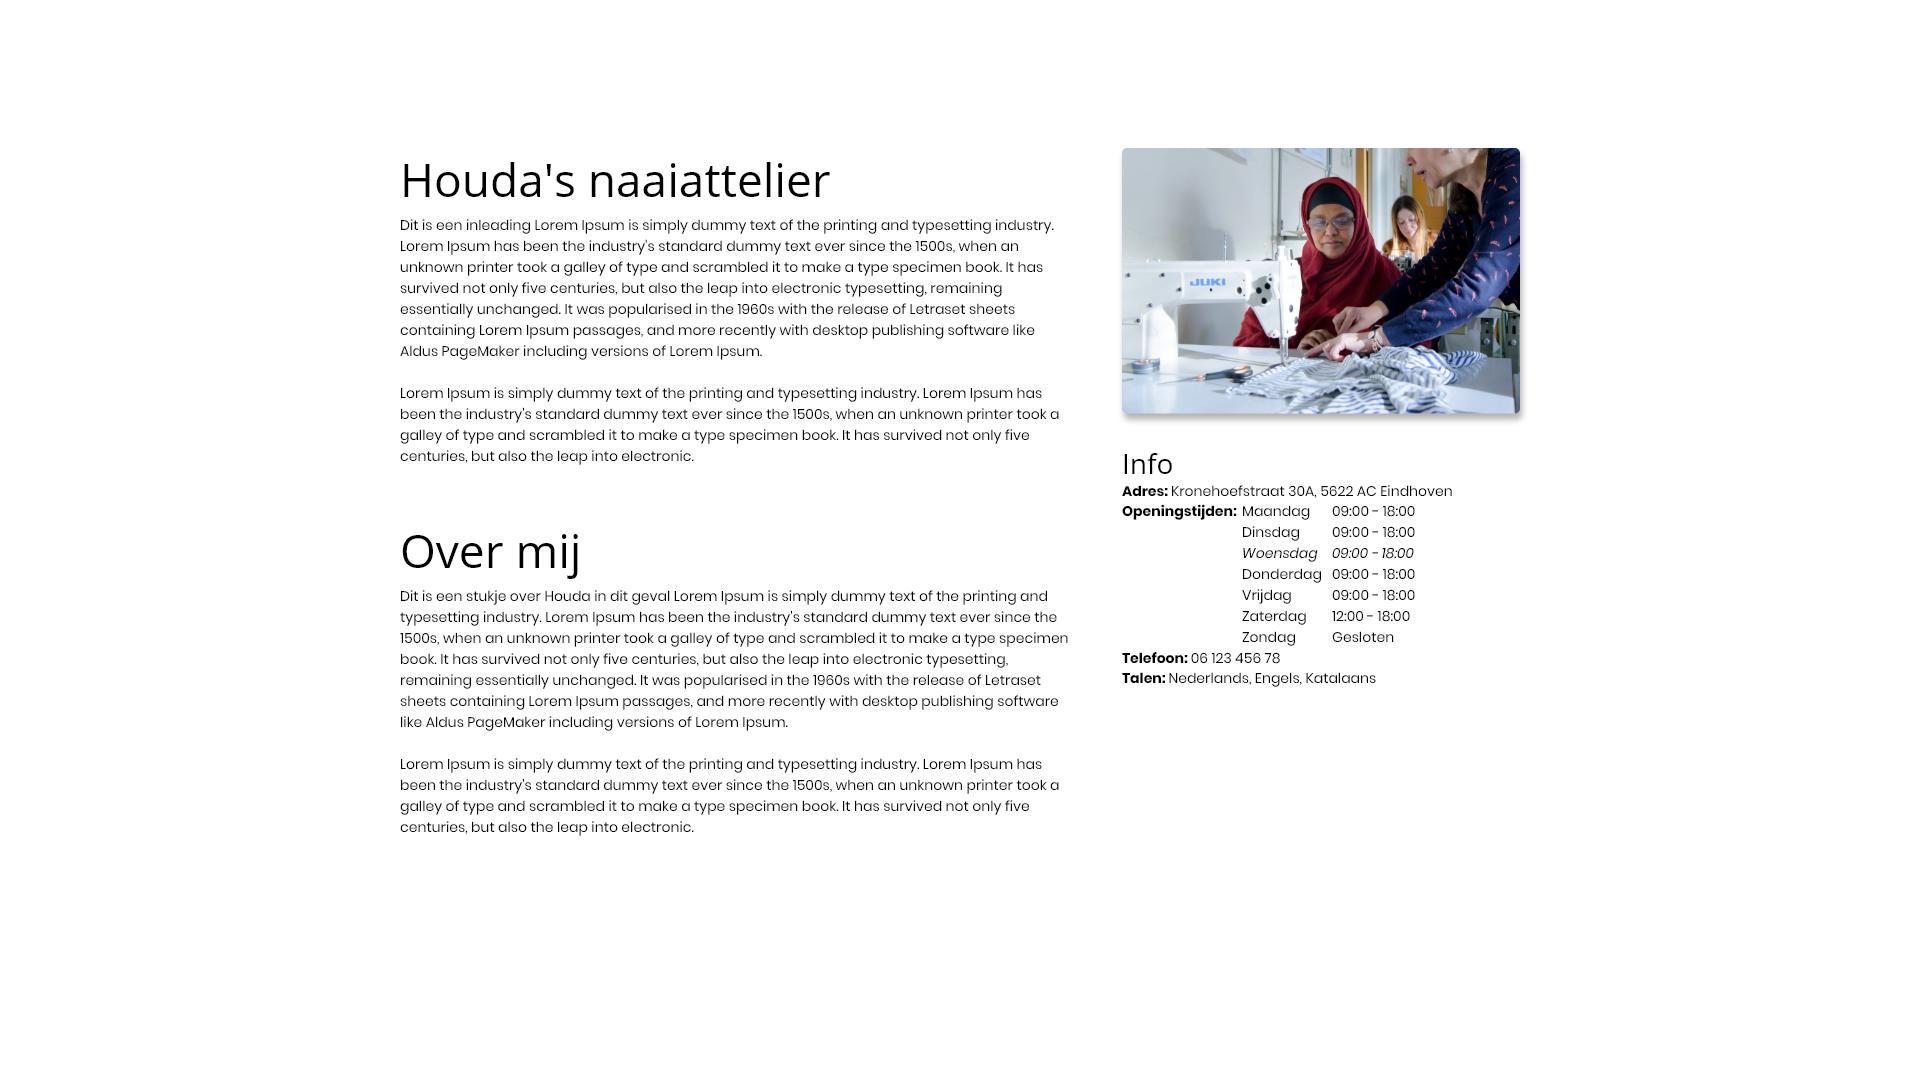 Houda's naaiattelier
Dit is een inleading Lorem Ipsum is simply dummy text of the printing and typesetting industry.
Lorem Ipsum has been the industry's standard dummy text ever since the 1500s, when an
unknown printer took a galley of type and scrambled it to make a type specimen book. It has
survived not only five centuries, but also the leap into electronic typesetting, remaining
essentially unchanged. It was popularised in the 1960s with the release of Letraset sheets
containing Lorem Ipsum passages, and more recently with desktop publishing software like
Aldus PageMaker including versions of Lorem Ipsum.
Lorem Ipsum is simply dummy text of the printing and typesetting industry. Lorem Ipsum has
been the industry's standard dummy text ever since the 1500s, when an unknown printer took a
galley of type and scrambled it to make a type specimen book. It has survived not only five
centuries, but also the leap into electronic.
Over mij
Dit is een stukje over Houda in dit geval Lorem Ipsum is simply dummy text of the printing and
typesetting industry. Lorem Ipsum has been the industry's standard dummy text ever since the
1500s, when an unknown printer took a galley of type and scrambled it to make a type specimen
book. It has survived not only five centuries, but also the leap into electronic typesetting,
remaining essentially unchanged. It was popularised in the 1960s with the release of Letraset
sheets containing Lorem Ipsum passages, and more recently with desktop publishing software
like Aldus PageMaker including versions of Lorem Ipsum.
Lorem Ipsum is simply dummy text of the printing and typesetting industry. Lorem Ipsum has
been the industry's standard dummy text ever since the 1500s, when an unknown printer took a
galley of type and scrambled it to make a type specimen book. It has survived not only five
centuries, but also the leap into electronic.
JUKI
Info
Adres: Kronehoefstraat 30A, 5622 AC Eindhoven
Openingstijden: Maandag 09:00 - 18:00
Dinsdag 09:00 - 18:00
Woensdag 09:00 - 18:00
Donderdag 09:00 - 18:00
Vrijdag 09:00 - 18:00
Zaterdag 12:00 - 18:00
Zondag Gesloten
Telefoon: 06 123 456 78
Talen: Nederlands, Engels, Katalaans